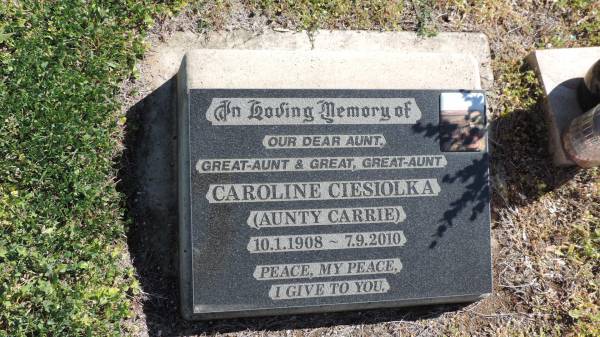 In Loving Memory of
OUR DEAR AUNT,
GREAT-AUNT & GREAT, GREAT-AUNT
CAROLINE CIESIOLKA
(AUNTY CARRIE)
10.1.1908 ~ 7.9.2010
PEACE, MY PEACE,
I GIVE TO YOU.